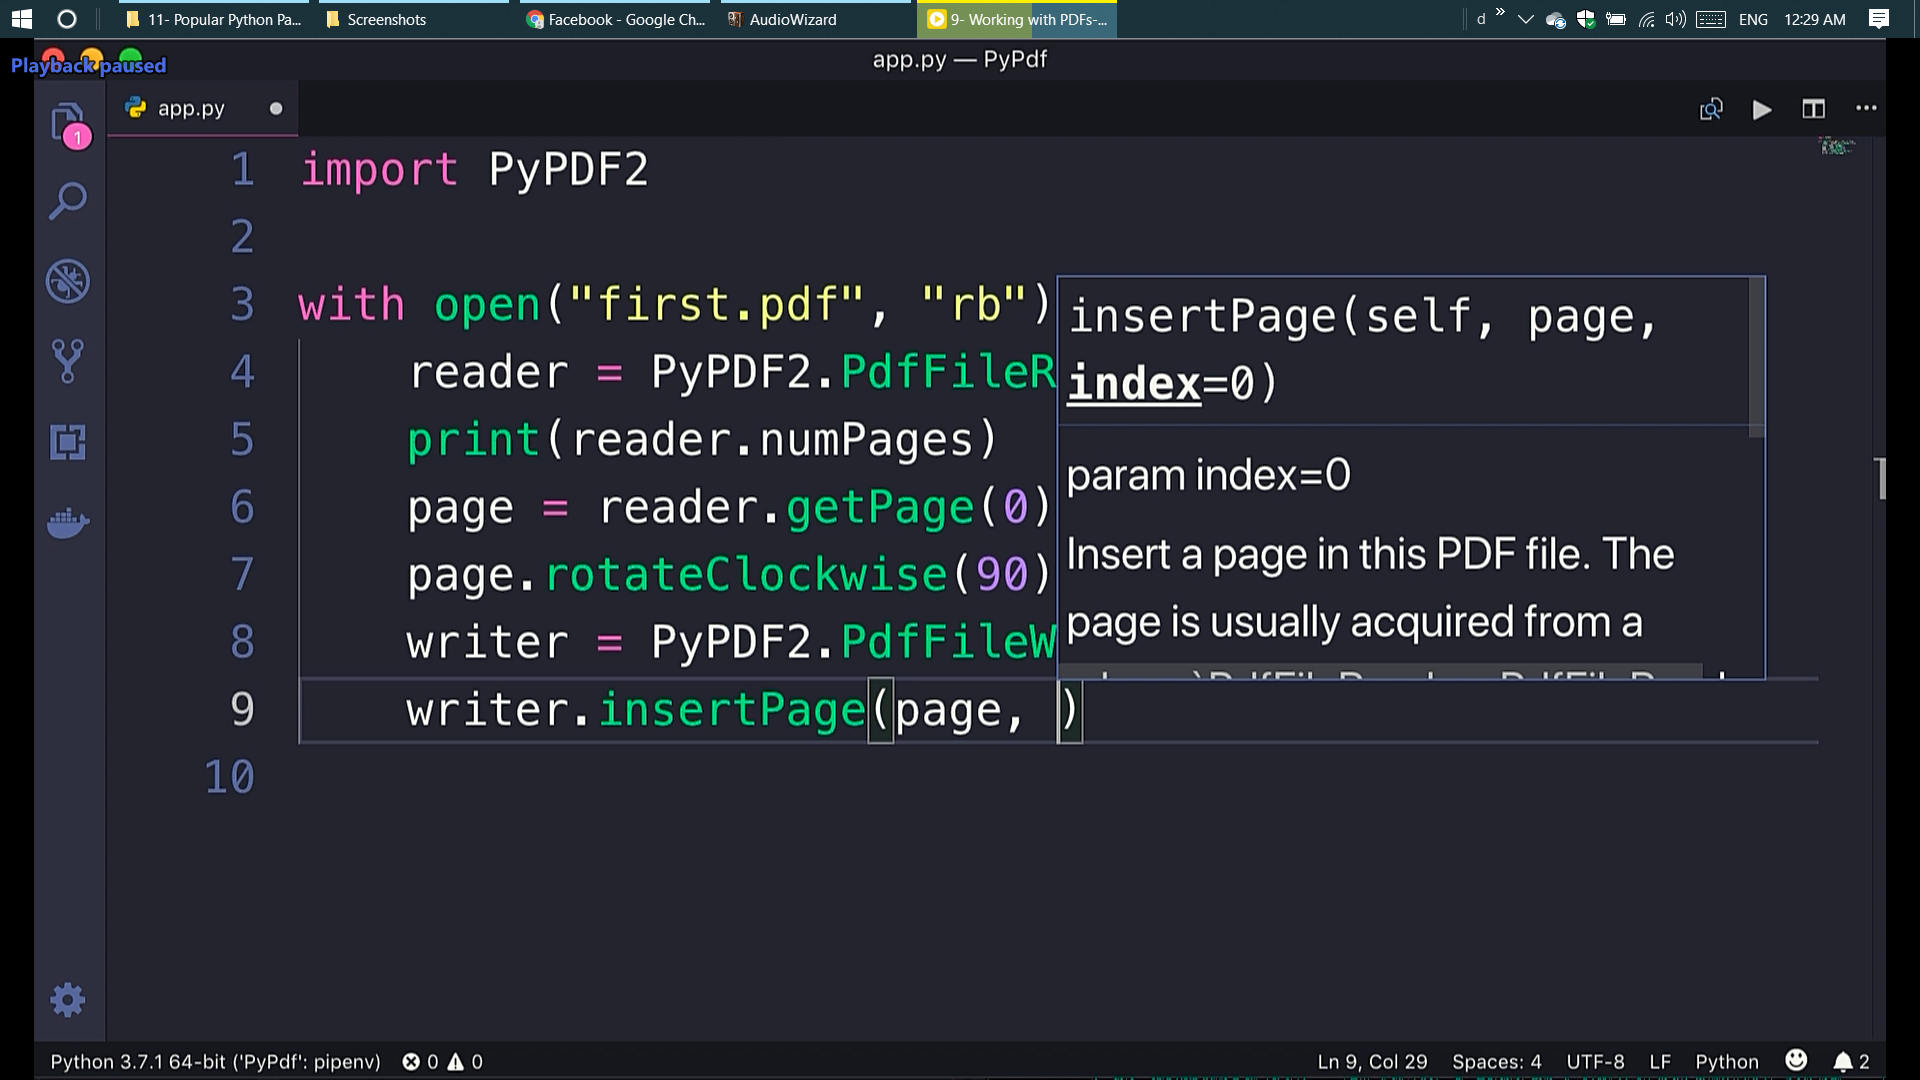 11- Popular Python Pa...
Screenshots
Facebook - Google Ch...
AudioWizard
9- Working with PDFs-...
d
ENG
12:29 AM
Playback paused
app.py — PyPdf
app.py
1
1 import PyPDF2
2
3 with open("first.pdf", "rb")
4 reader = PyPDF2.PdfFileR
5 print(reader.numPages)
6 page = reader.getPage(0)
7 page.rotateClockwise(90)
8 writer = PyPDF2.PdfFileW
9 writer.insertPage(page, )
10
insertPage(self, page,
index=0)
param index=0
Insert a page in this PDF file. The
page is usually acquired from a
Python 3.7.1 64-bit ('PyPdf': pipenv)
0
0
Ln 9, Col 29
Spaces: 4
UTF-8
LF
Python
2